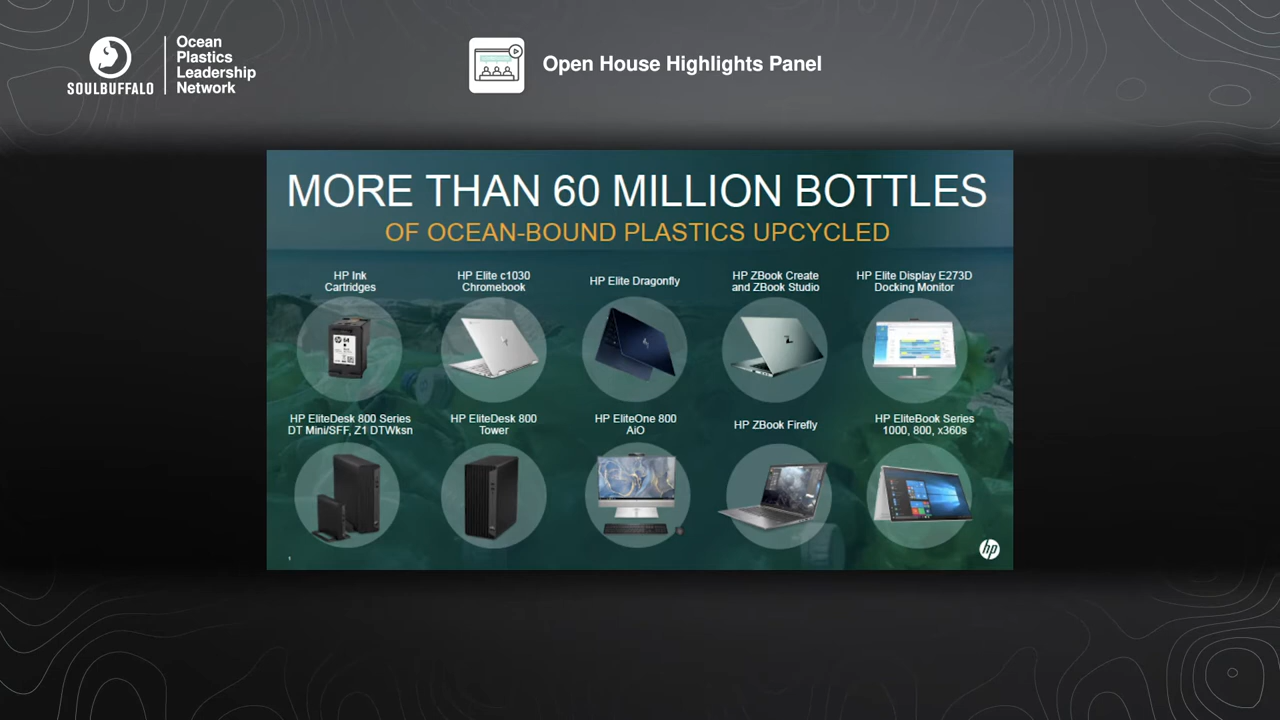 SOULBUFFALO
Ocean
Plastics
Leadership
Network
Open House Highlights Panel
MORE THAN 60 MILLION BOTTLES
OF OCEAN-BOUND PLASTICS UPCYCLED
HP Ink
Cartridges
HP Elite c1030
Chromebook
HP Elite Dragonfly
HP ZBook Create
and ZBook Studio
HP Elite Display E273D
Docking Monitor
64
HP EliteDesk 800 Series
DT Mini/SFF, Z1 DTWksn
HP EliteDesk 800
Tower
HP EliteOne 800
AiO
HP ZBook Firefly
HP EliteBook Series
1000, 800, x360s
1
hp